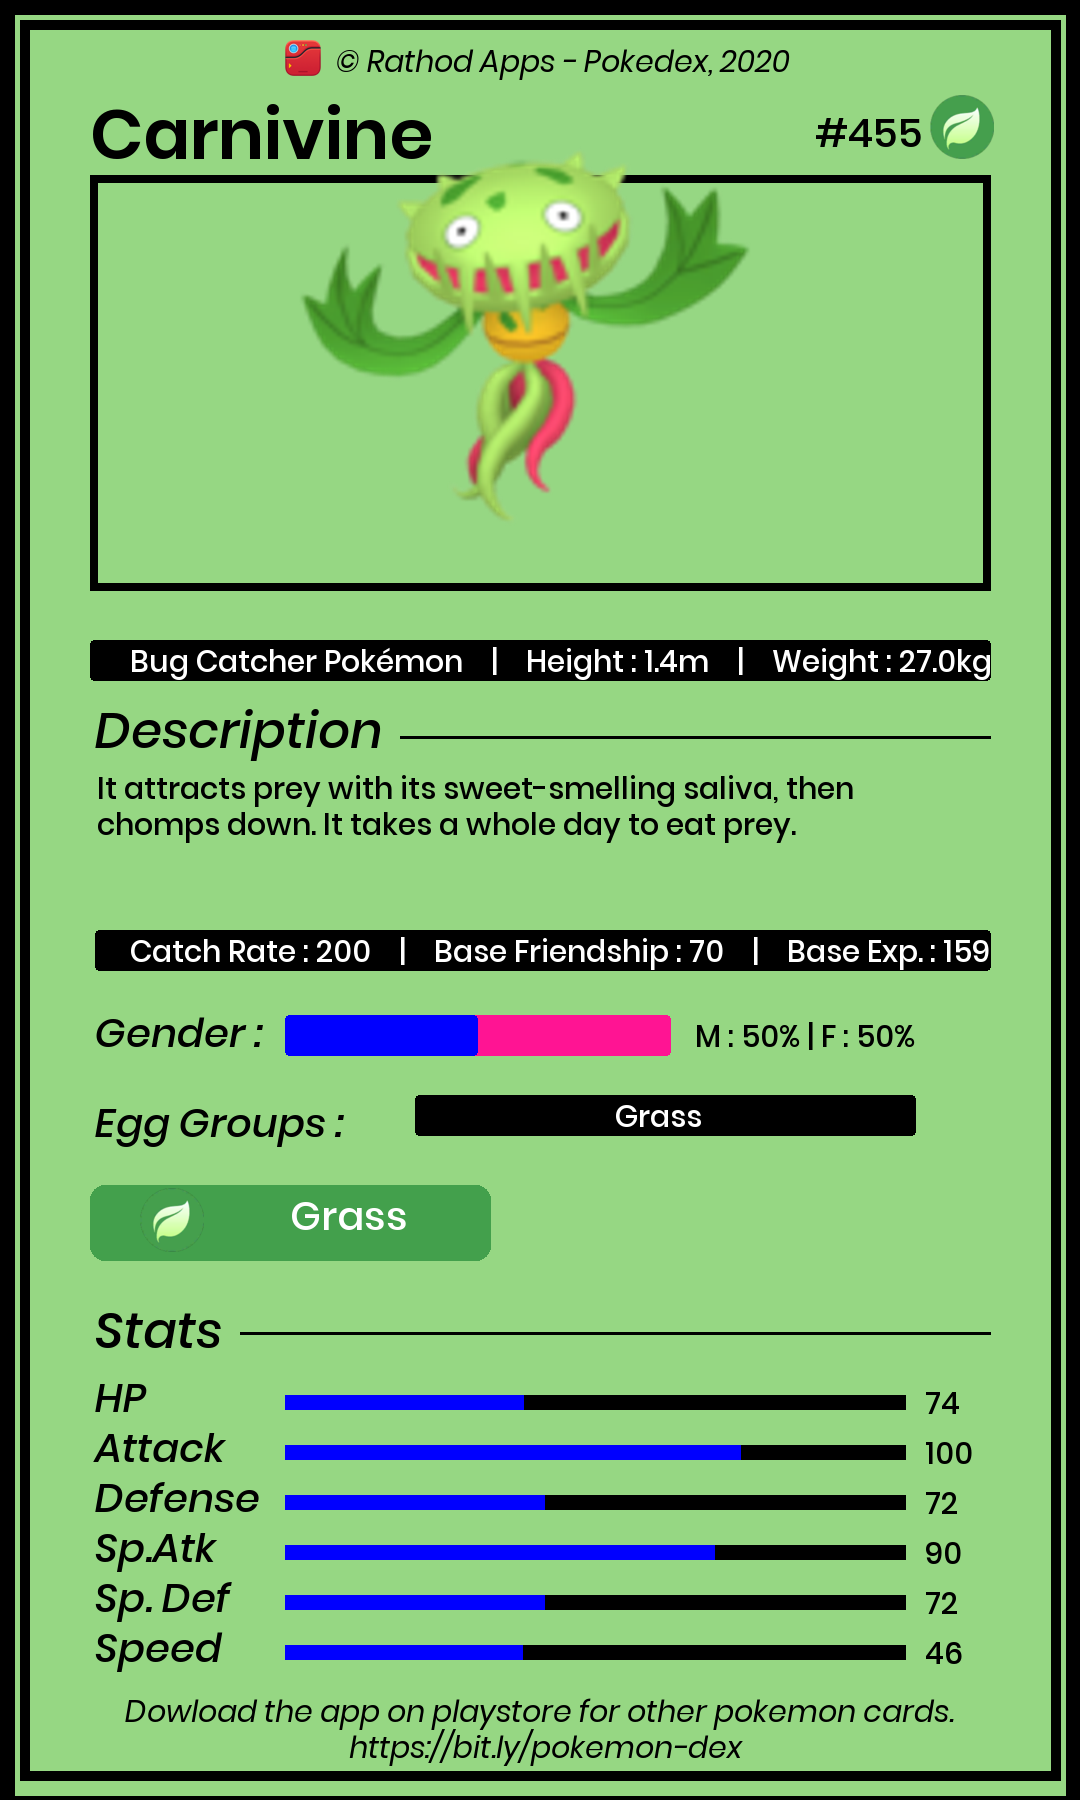 © Rathod Apps - Pokedex, 2020
Carnivine #455
Bug Catcher Pokémon | Height : 1.4m | Weight : 27.0kg
Description
It attracts prey with its sweet-smelling saliva, then
chomps down. It takes a whole day to eat prey.
Catch Rate : 200 | Base Friendship : 70 | Base Exp. : 159
Gender : M : 50% | F : 50%
Egg Groups : Grass
Grass
Stats
HP 74
Attack 100
Defense 72
Sp.Atk 90
Sp. Def 72
Speed 46
Dowload the app on playstore for other pokemon cards.
https://bit.ly/pokemon-dex